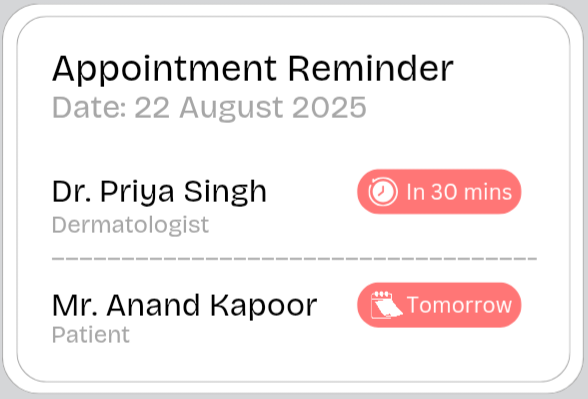 Appointment Reminder
Date: 22 August 2025
Dr. Priya Singh
In 30 mins
Dermatologist
Mr. Anand Kapoor
Tomorrow
Patient